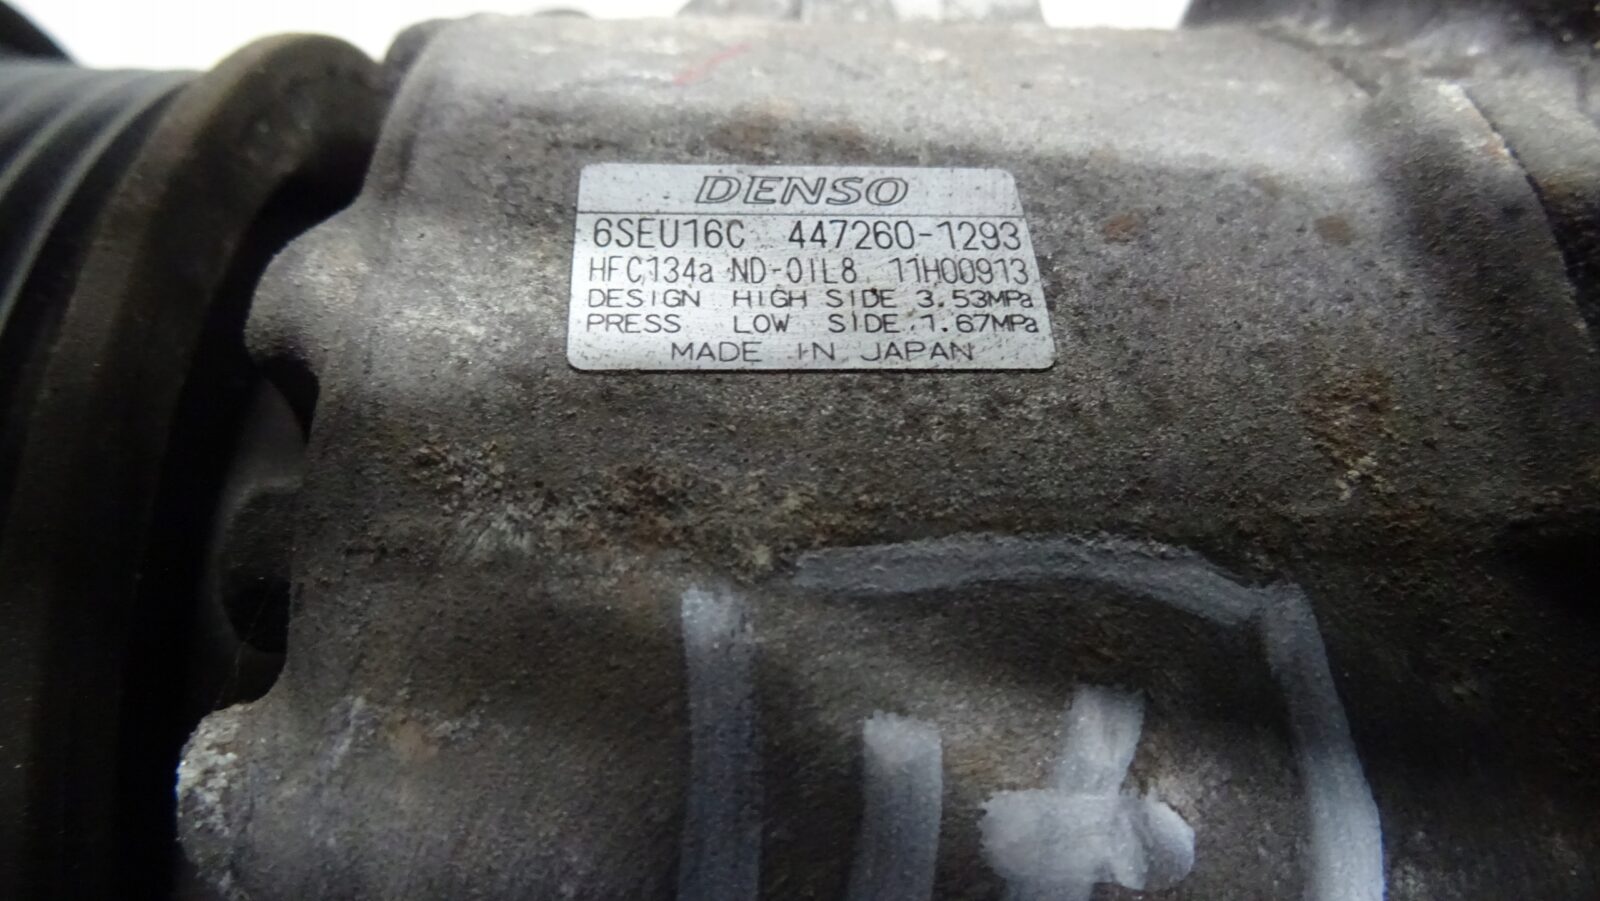 DENSO
6SEU16C 447260-1293
HFC134a ND-OIL8 11H00913
DESIGN HIGH SIDE 3.53MPa
PRESS LOW SIDE 1.67MPa
MADE IN JAPAN